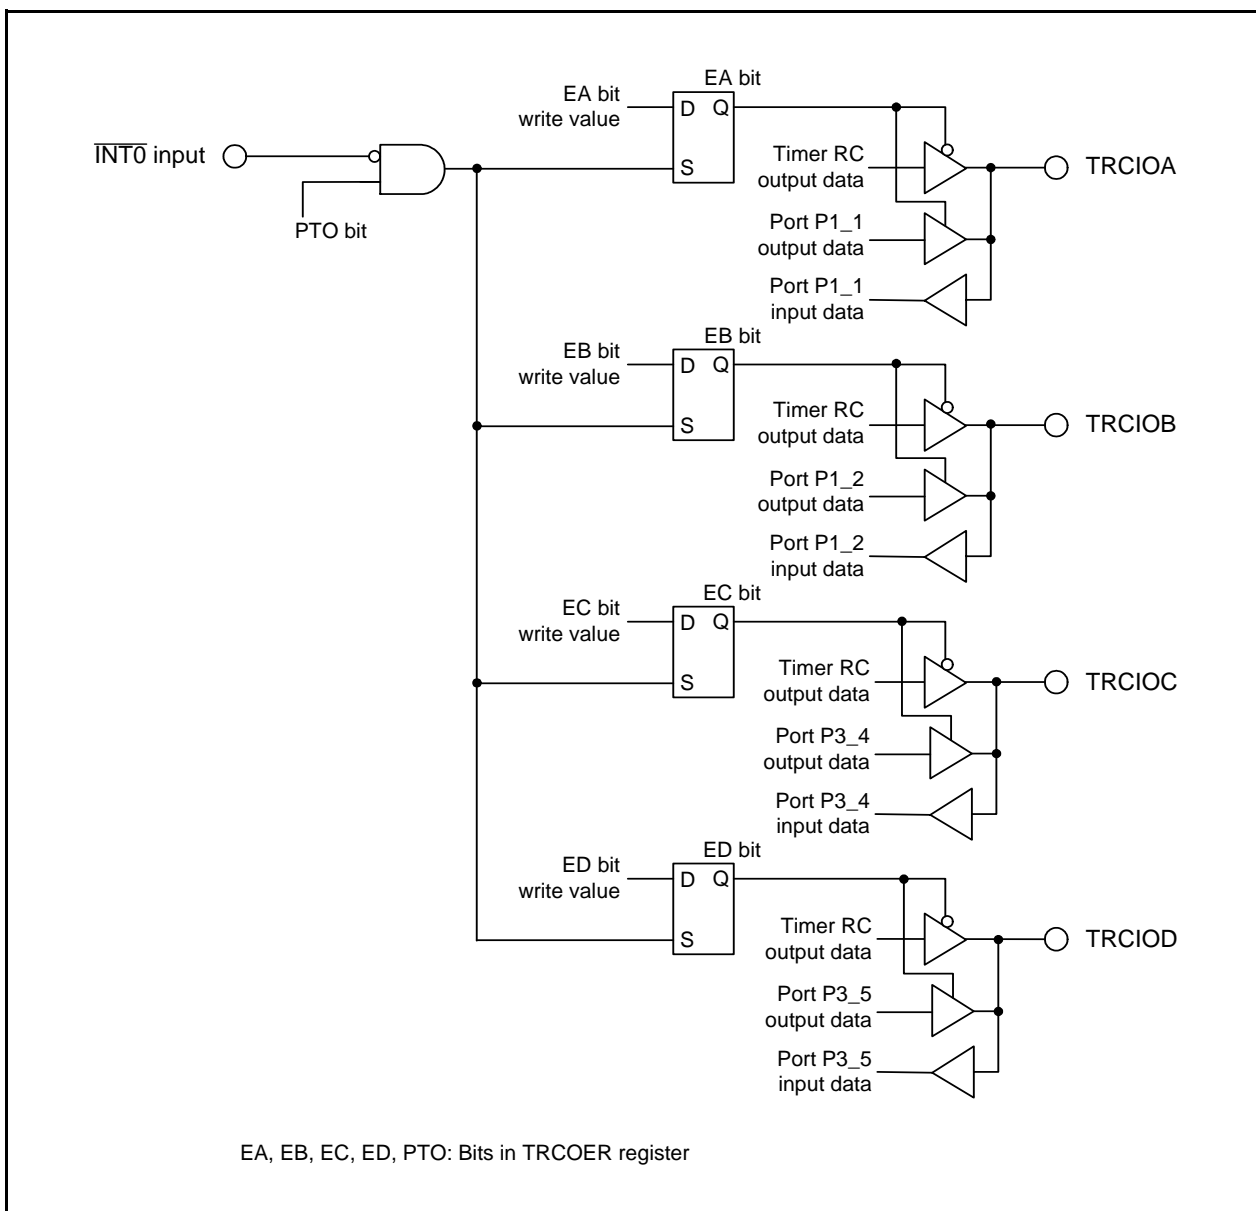 EA bit
EA bit
write value
D Q
INT0 input
S
Timer RC
output data
TRCIOA
PTO bit
Port P1_1
output data
Port P1_1
input data
EB bit
EB bit
write value
D Q
S
Timer RC
output data
TRCIOB
Port P1_2
output data
Port P1_2
input data
EC bit
EC bit
write value
D Q
S
Timer RC
output data
TRCIOC
Port P3_4
output data
Port P3_4
input data
ED bit
ED bit
write value
D Q
S
Timer RC
output data
TRCIOD
Port P3_5
output data
Port P3_5
input data
EA, EB, EC, ED, PTO: Bits in TRCOER register